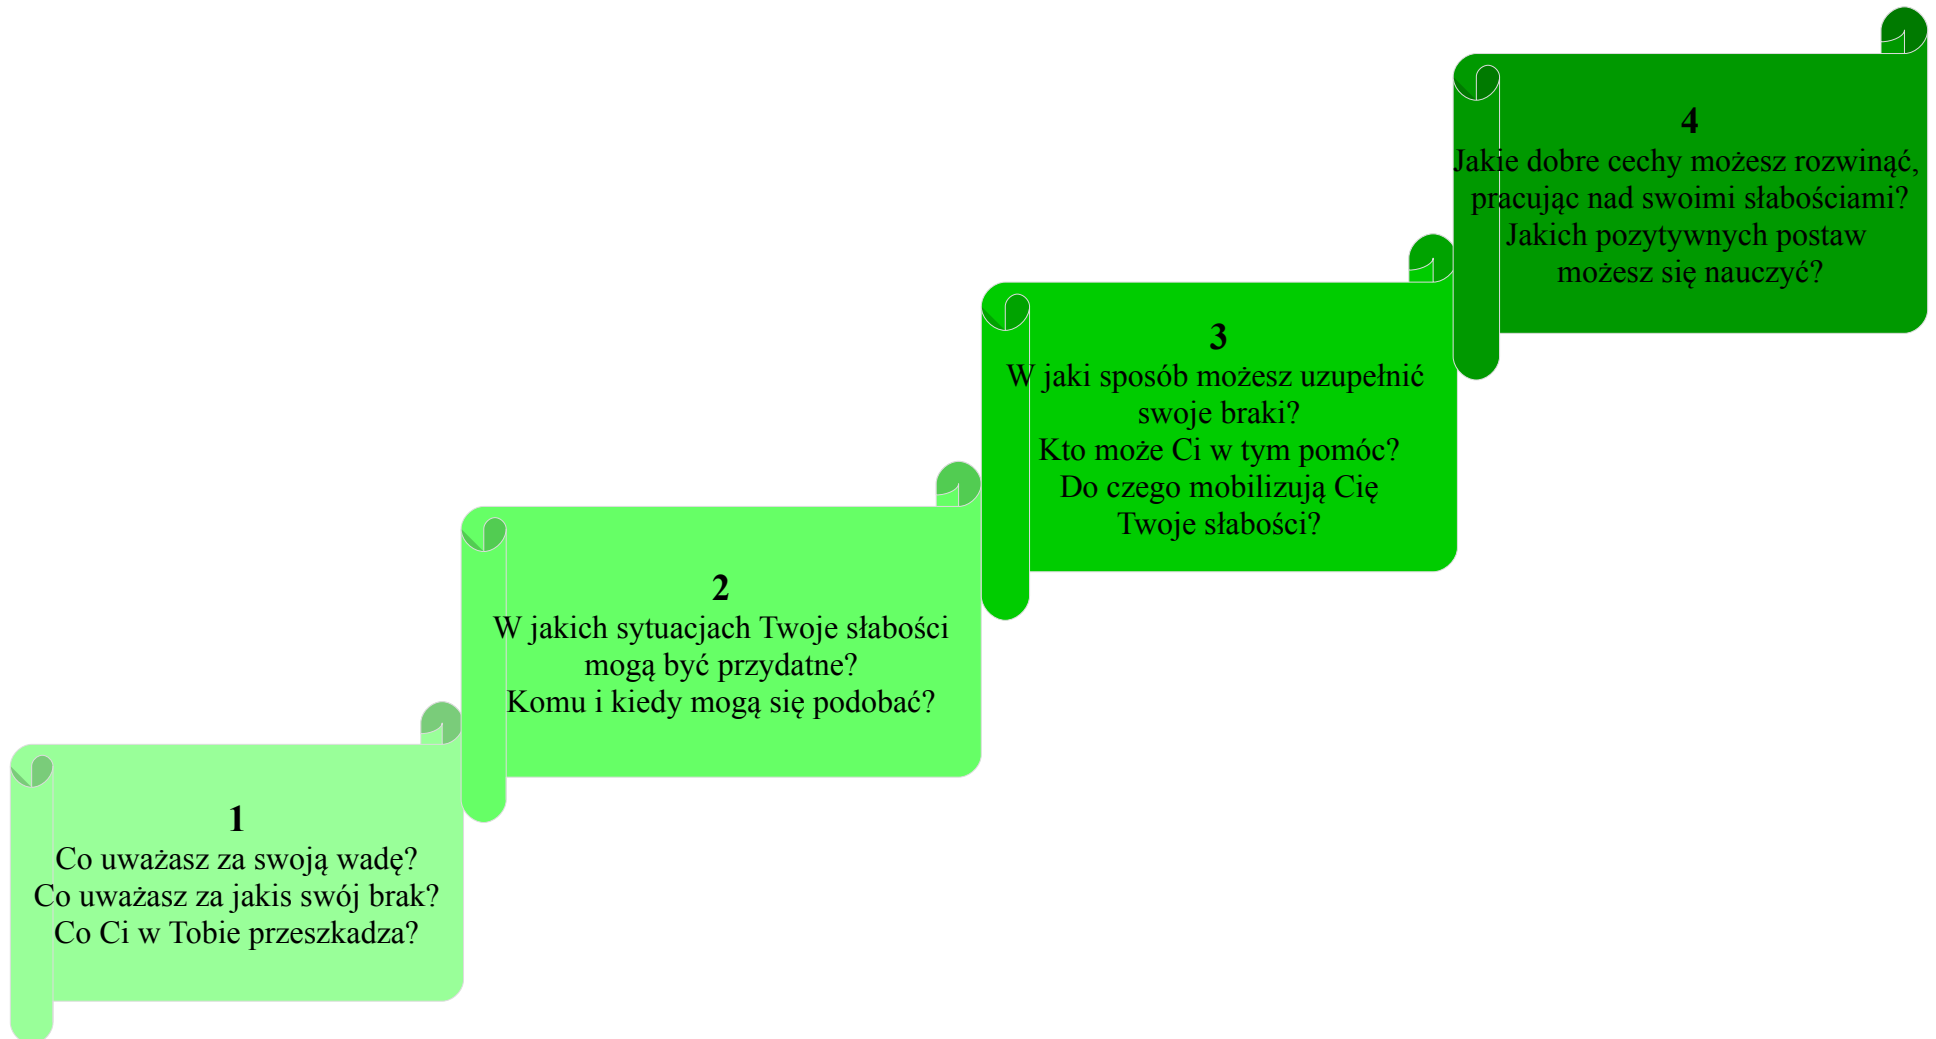 1
Co uważasz za swoją wadę?
Co uważasz za jakis swój brak?
Co Ci w Tobie przeszkadza?
2
W jakich sytuacjach Twoje słabości
mogą być przydatne?
Komu i kiedy mogą się podobać?
3
W jaki sposób możesz uzupełnić
swoje braki?
Kto może Ci w tym pomóc?
Do czego mobilizują Cię
Twoje słabości?
4
Jakie dobre cechy możesz rozwinąć,
pracując nad swoimi słabościami?
Jakich pozytywnych postaw
możesz się nauczyć?